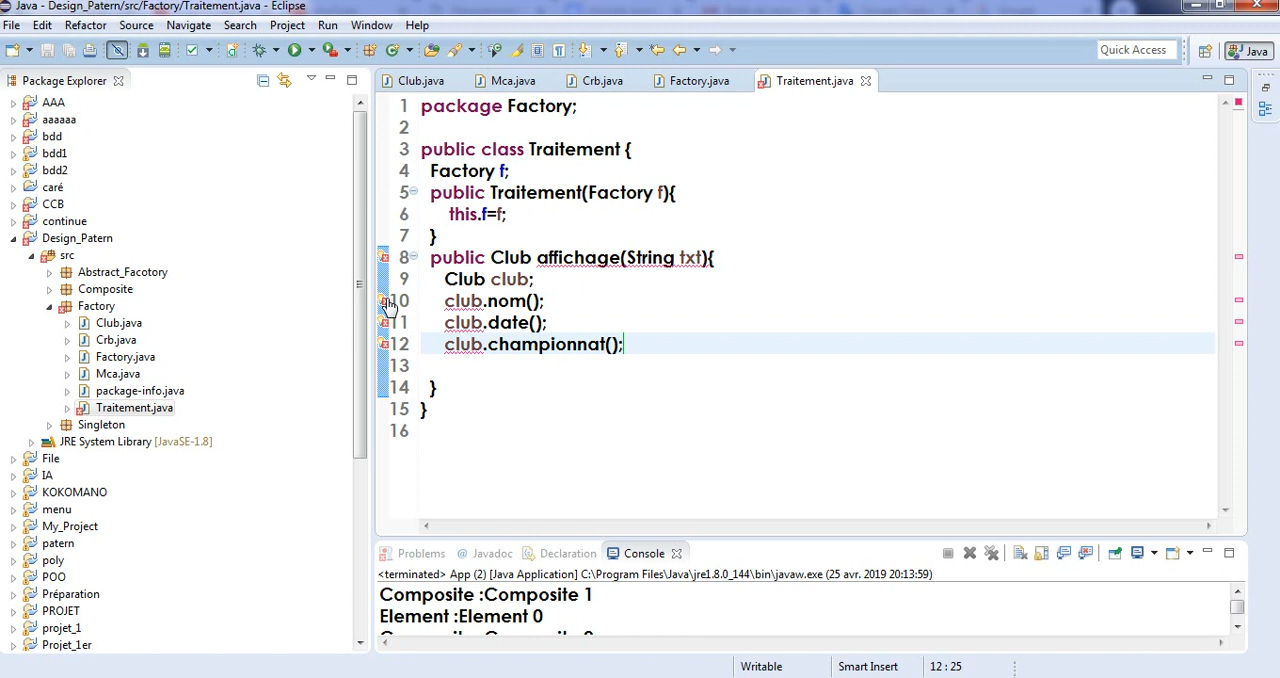 Java - Design_Patern/src/Factory/Traitement.java - Eclipse
File Edit Refactor Source Navigate Search Project Run Window Help
Quick Access
Java
Package Explorer
AAA
aaaaaa
bdd
bdd1
bdd2
caré
CCB
continue
Design_Patern
src
Abstract_Facotory
Composite
Factory
Club.java
Crb.java
Factory.java
Mca.java
package-info.java
Traitement.java
Singleton
JRE System Library [JavaSE-1.8]
File
IA
KOKOMANO
menu
My_Project
patern
poly
POO
Préparation
PROJET
projet_1
Projet_1er
Club.java Mca.java Crb.java Factory.java Traitement.java
1 package Factory;
2
3 public class Traitement {
4 Factory f;
5 public Traitement(Factory f){
6 this.f=f;
7 }
8 public Club affichage(String txt){
9 Club club;
10 club.nom();
11 club.date();
12 club.championnat();
13
14 }
15 }
16
Problems Javadoc Declaration Console
<terminated> App (2) [Java Application] C:\Program Files\Java\jre1.8.0_144\bin\javaw.exe (25 avr. 2019 20:13:59)
Composite :Composite 1
Element :Element 0
Writable Smart Insert 12 : 25